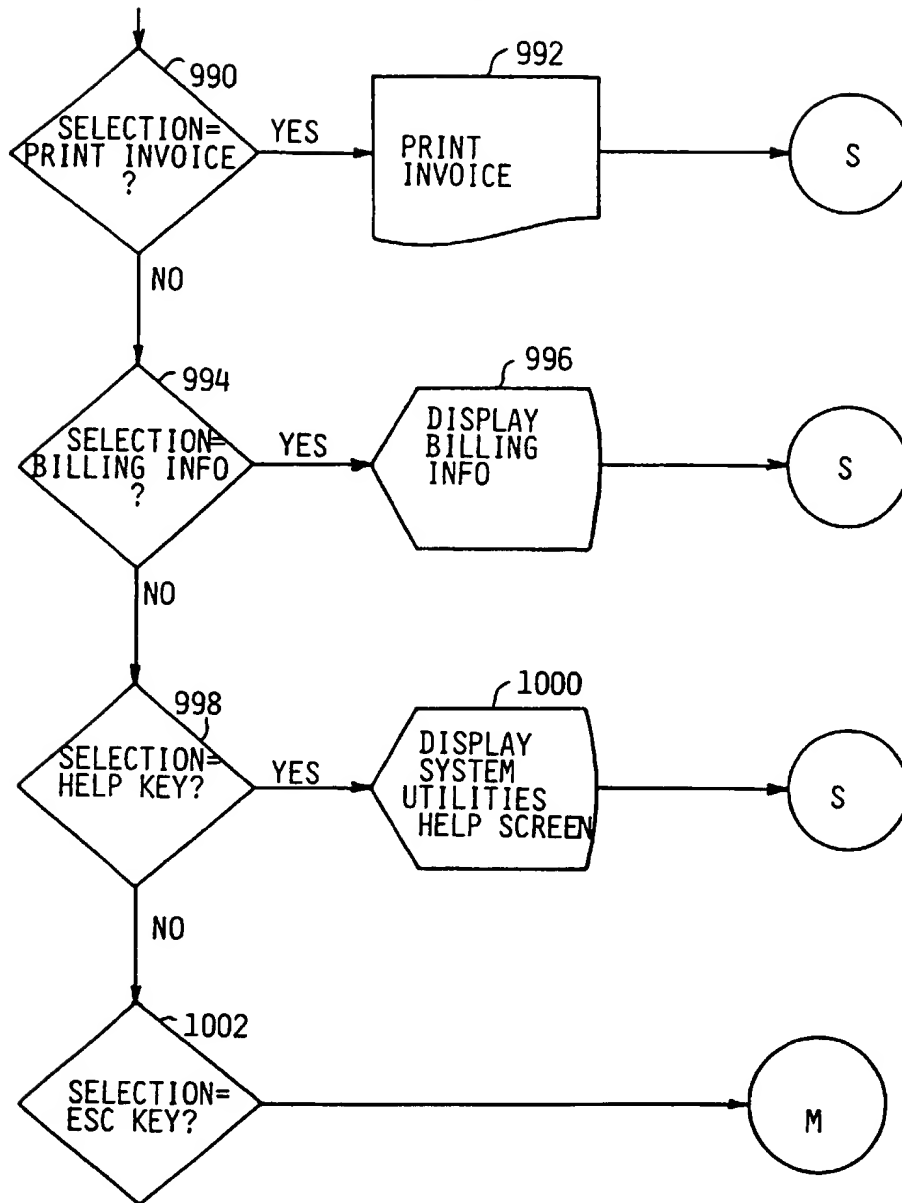 990
SELECTION=
PRINT INVOICE
?
YES
992
PRINT
INVOICE
S
NO
994
SELECTION=
BILLING INFO
?
YES
996
DISPLAY
BILLING
INFO
S
NO
998
SELECTION=
HELP KEY?
YES
1000
DISPLAY
SYSTEM
UTILITIES
HELP SCREEN
S
NO
1002
SELECTION=
ESC KEY?
M